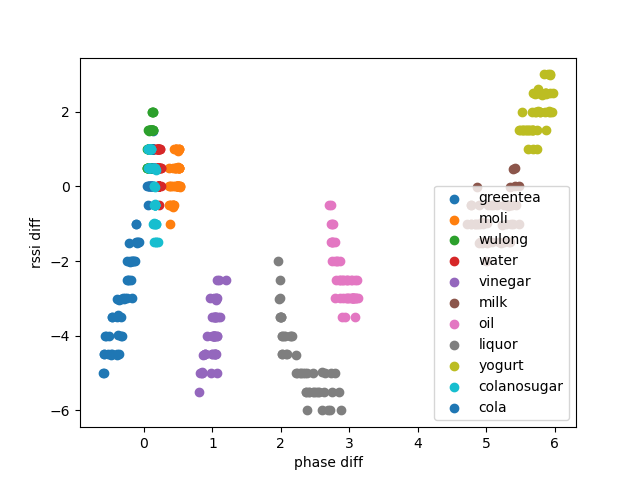 2
0
−2
−4
−6
rssi diff
greentea
moli
wulong
water
vinegar
milk
oil
liquor
yogurt
colanosugar
cola
0 1 2 3 4 5 6
phase diff